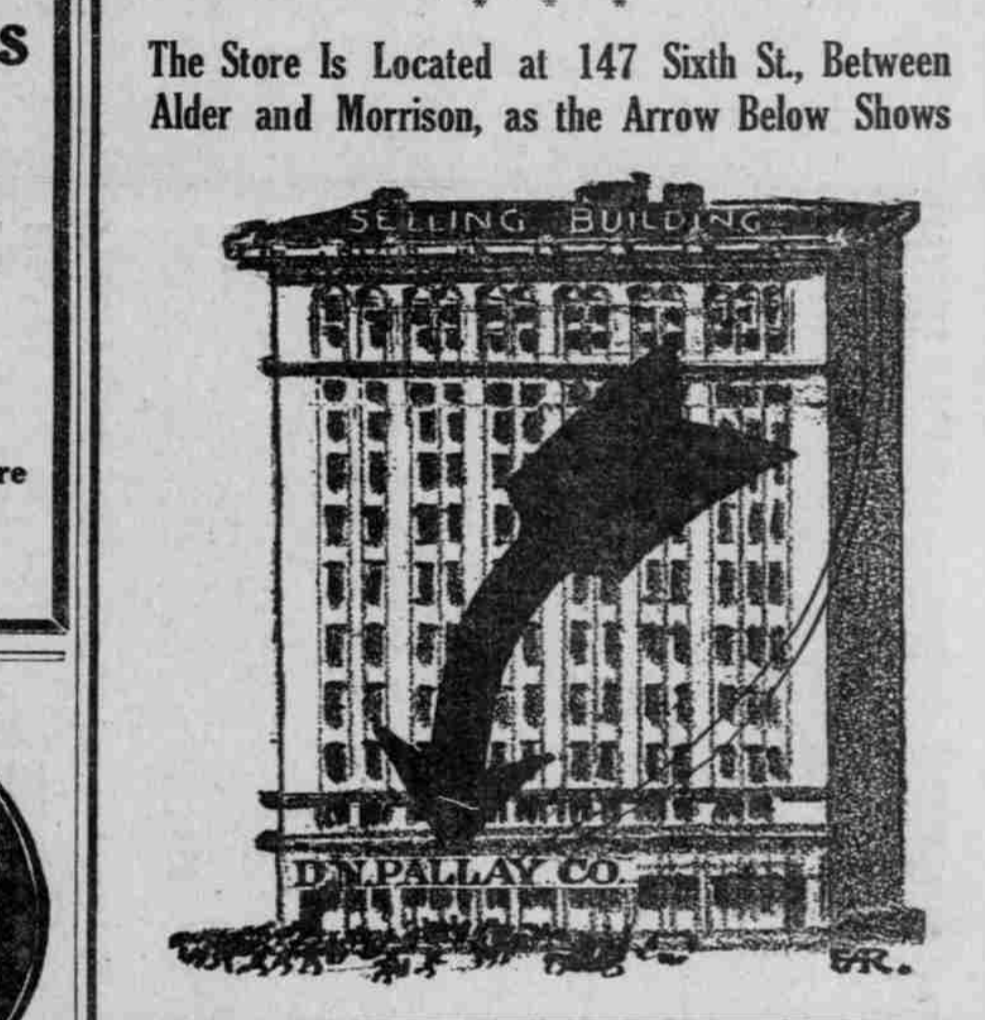 s
The Store Is Located at 147 Sixth St., Between
Alder and Morrison, as the Arrow Below Shows
SELLING BUILDING
re
D.N. PALLAY CO.